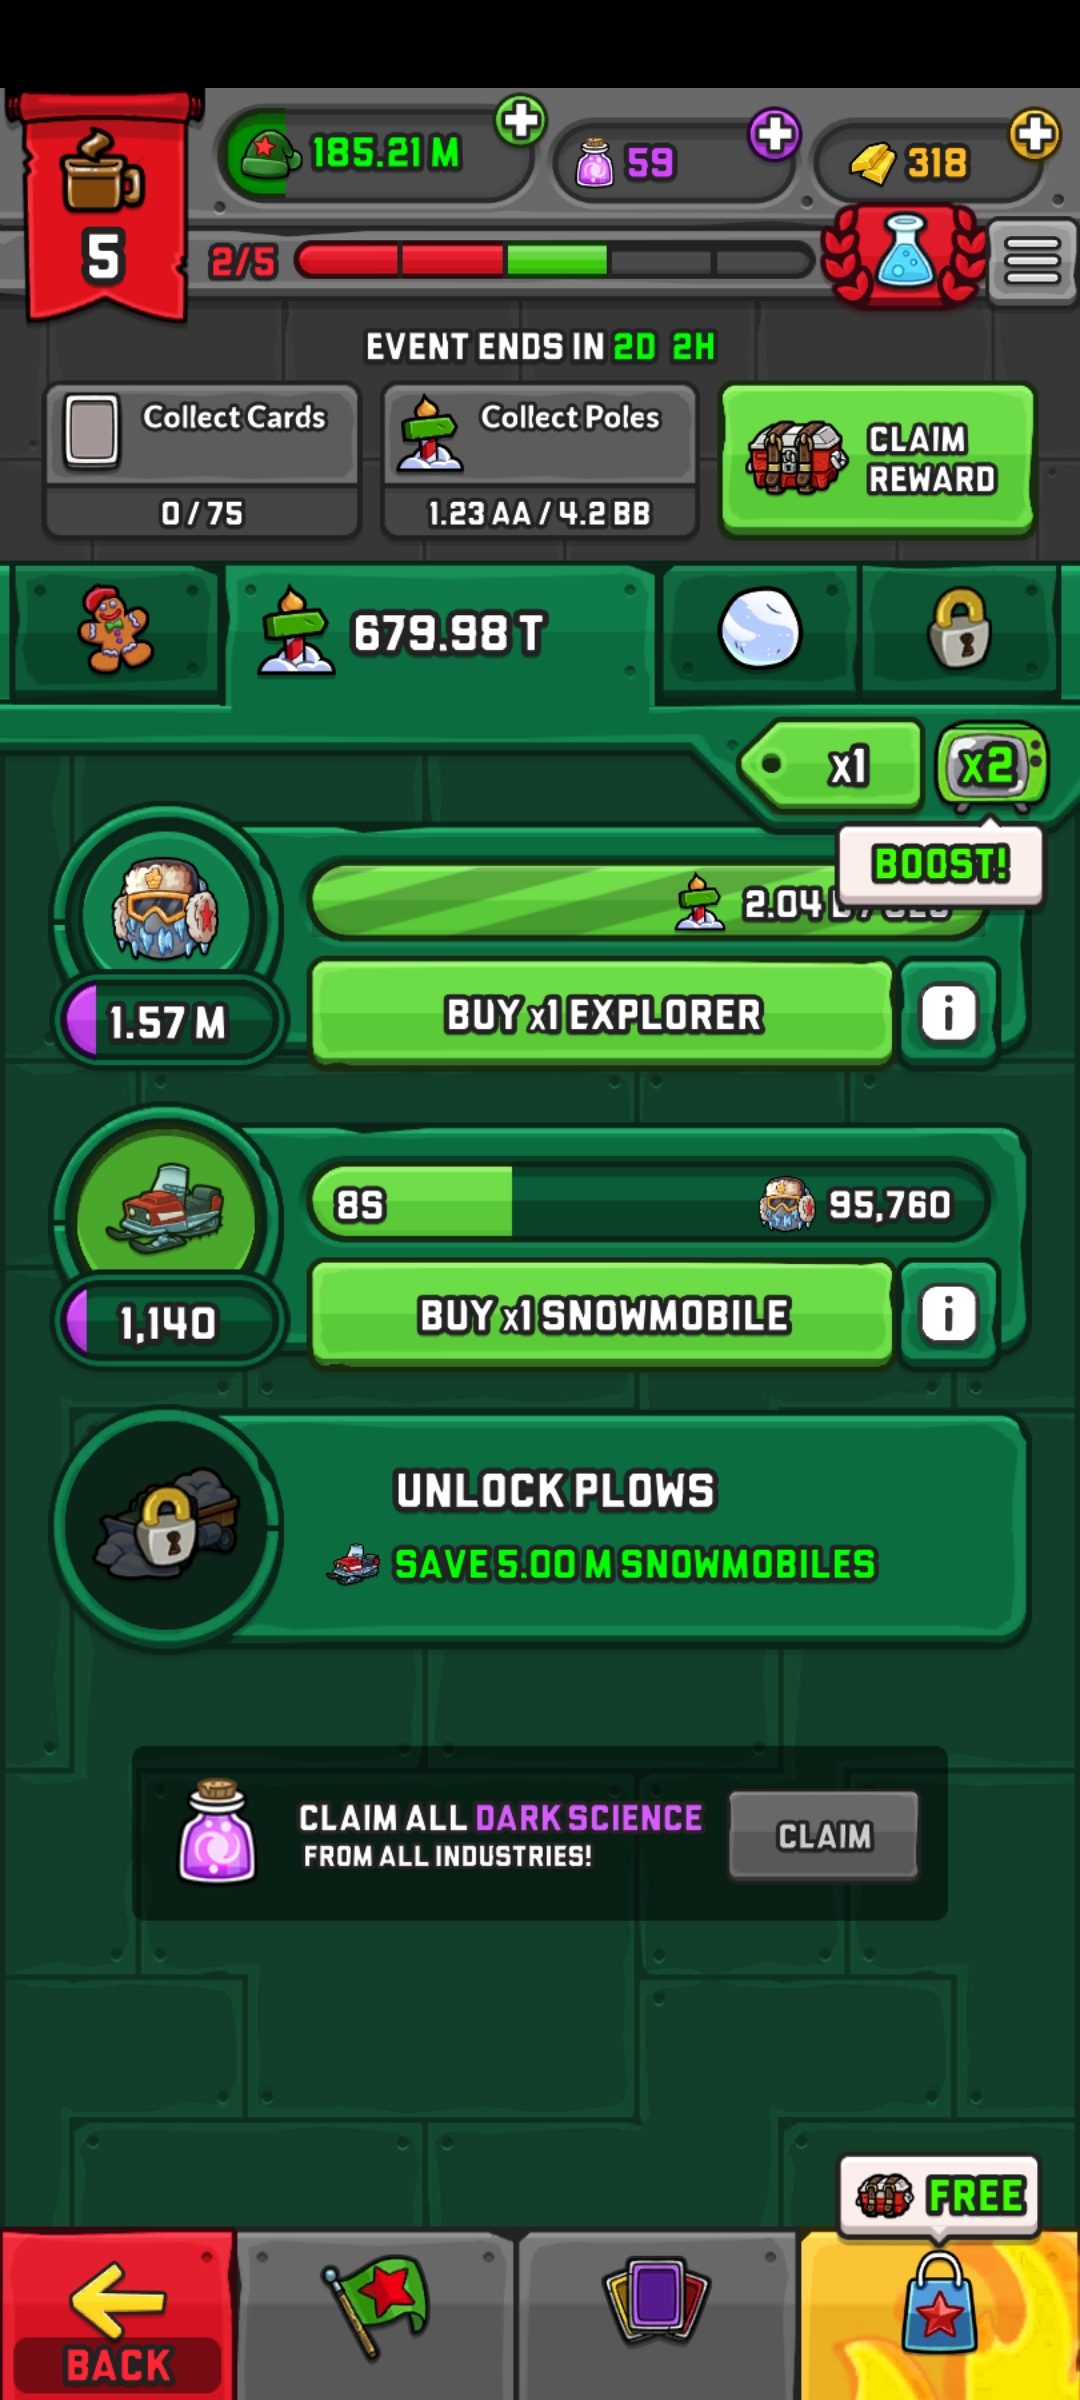 185.21 M
59
318
5
2/5
EVENT ENDS IN 2D 2H
Collect Cards
0 / 75
Collect Poles
1.23 AA / 4.2 BB
CLAIM
REWARD
679.98 T
x1
x2
BOOST!
2.04
1.57 M
BUY x1 EXPLORER
i
8S
95,760
1,140
BUY x1 SNOWMOBILE
i
UNLOCK PLOWS
SAVE 5.00 M SNOWMOBILES
CLAIM ALL DARK SCIENCE
FROM ALL INDUSTRIES!
CLAIM
FREE
BACK